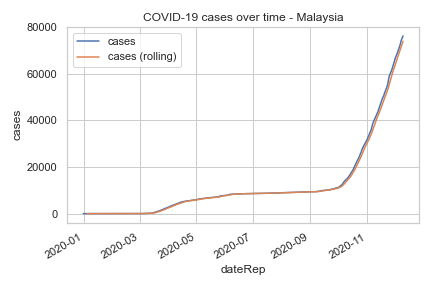 COVID-19 cases over time - Malaysia
cases
cases (rolling)
80000
60000
40000
20000
0
cases
2020-01
2020-03
2020-05
2020-07
2020-09
2020-11
dateRep